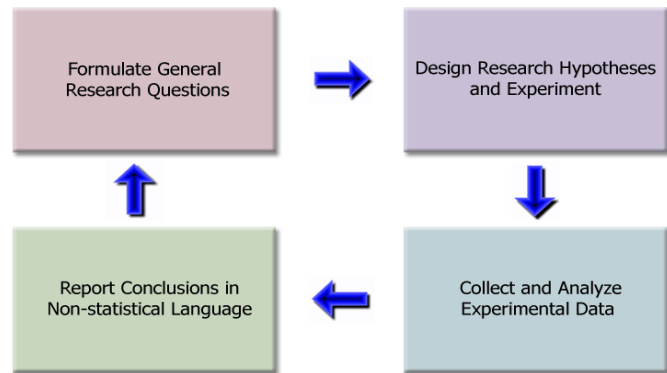 Formulate General
Research Questions
Design Research Hypotheses
and Experiment
Collect and Analyze
Experimental Data
Report Conclusions in
Non-statistical Language